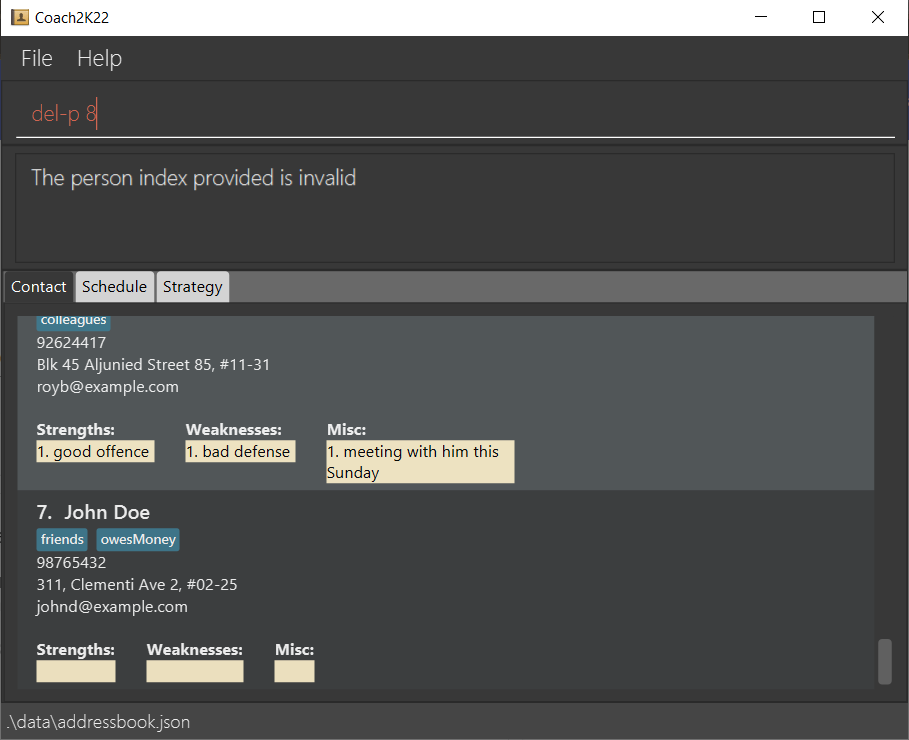 Coach2K22
File Help
del-p 8
The person index provided is invalid
Contact Schedule Strategy
colleagues
92624417
Blk 45 Aljunied Street 85, #11-31
royb@example.com
Strengths: Weaknesses: Misc:
1. good offence 1. bad defense 1. meeting with him this
Sunday
7. John Doe
friends owesMoney
98765432
311, Clementi Ave 2, #02-25
johnd@example.com
Strengths: Weaknesses: Misc:
.\data\addressbook.json